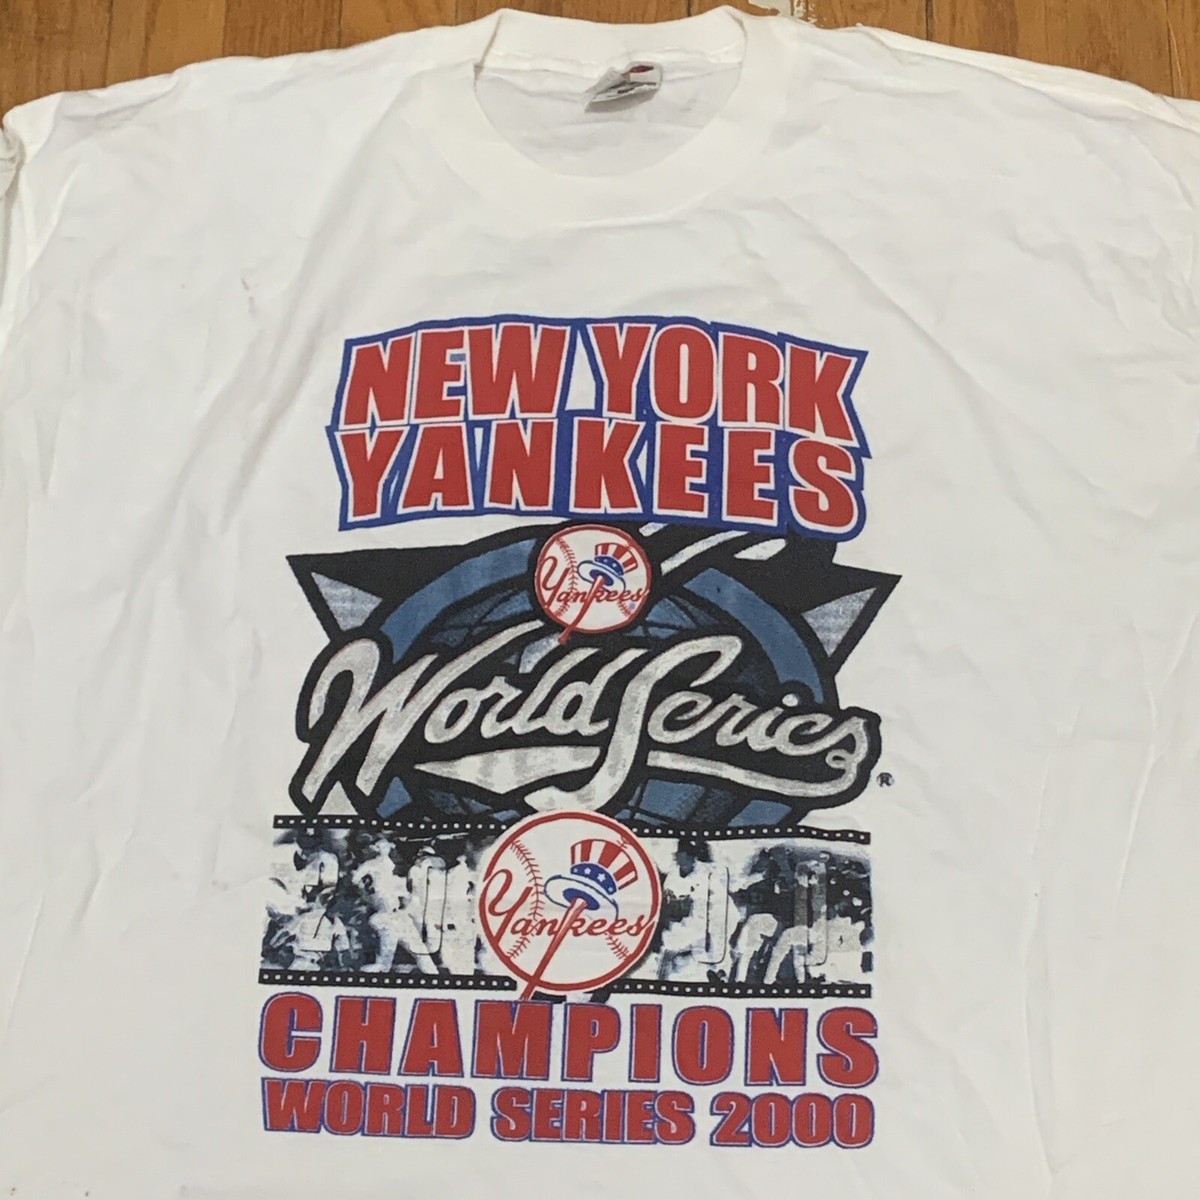 NEW YORK
YANKEES
Yankees
World Series
®
Yankees
CHAMPIONS
WORLD SERIES 2000